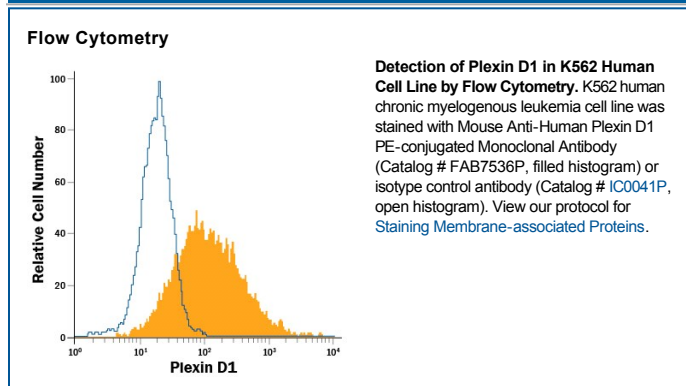 Flow Cytometry
Relative Cell Number
100
80
60
40
20
0
10⁰
10¹
10²
10³
10⁴
Plexin D1
Detection of Plexin D1 in K562 Human
Cell Line by Flow Cytometry. K562 human
chronic myelogenous leukemia cell line was
stained with Mouse Anti-Human Plexin D1
PE-conjugated Monoclonal Antibody
(Catalog # FAB7536P, filled histogram) or
isotype control antibody (Catalog # IC0041P,
open histogram). View our protocol for
Staining Membrane-associated Proteins.